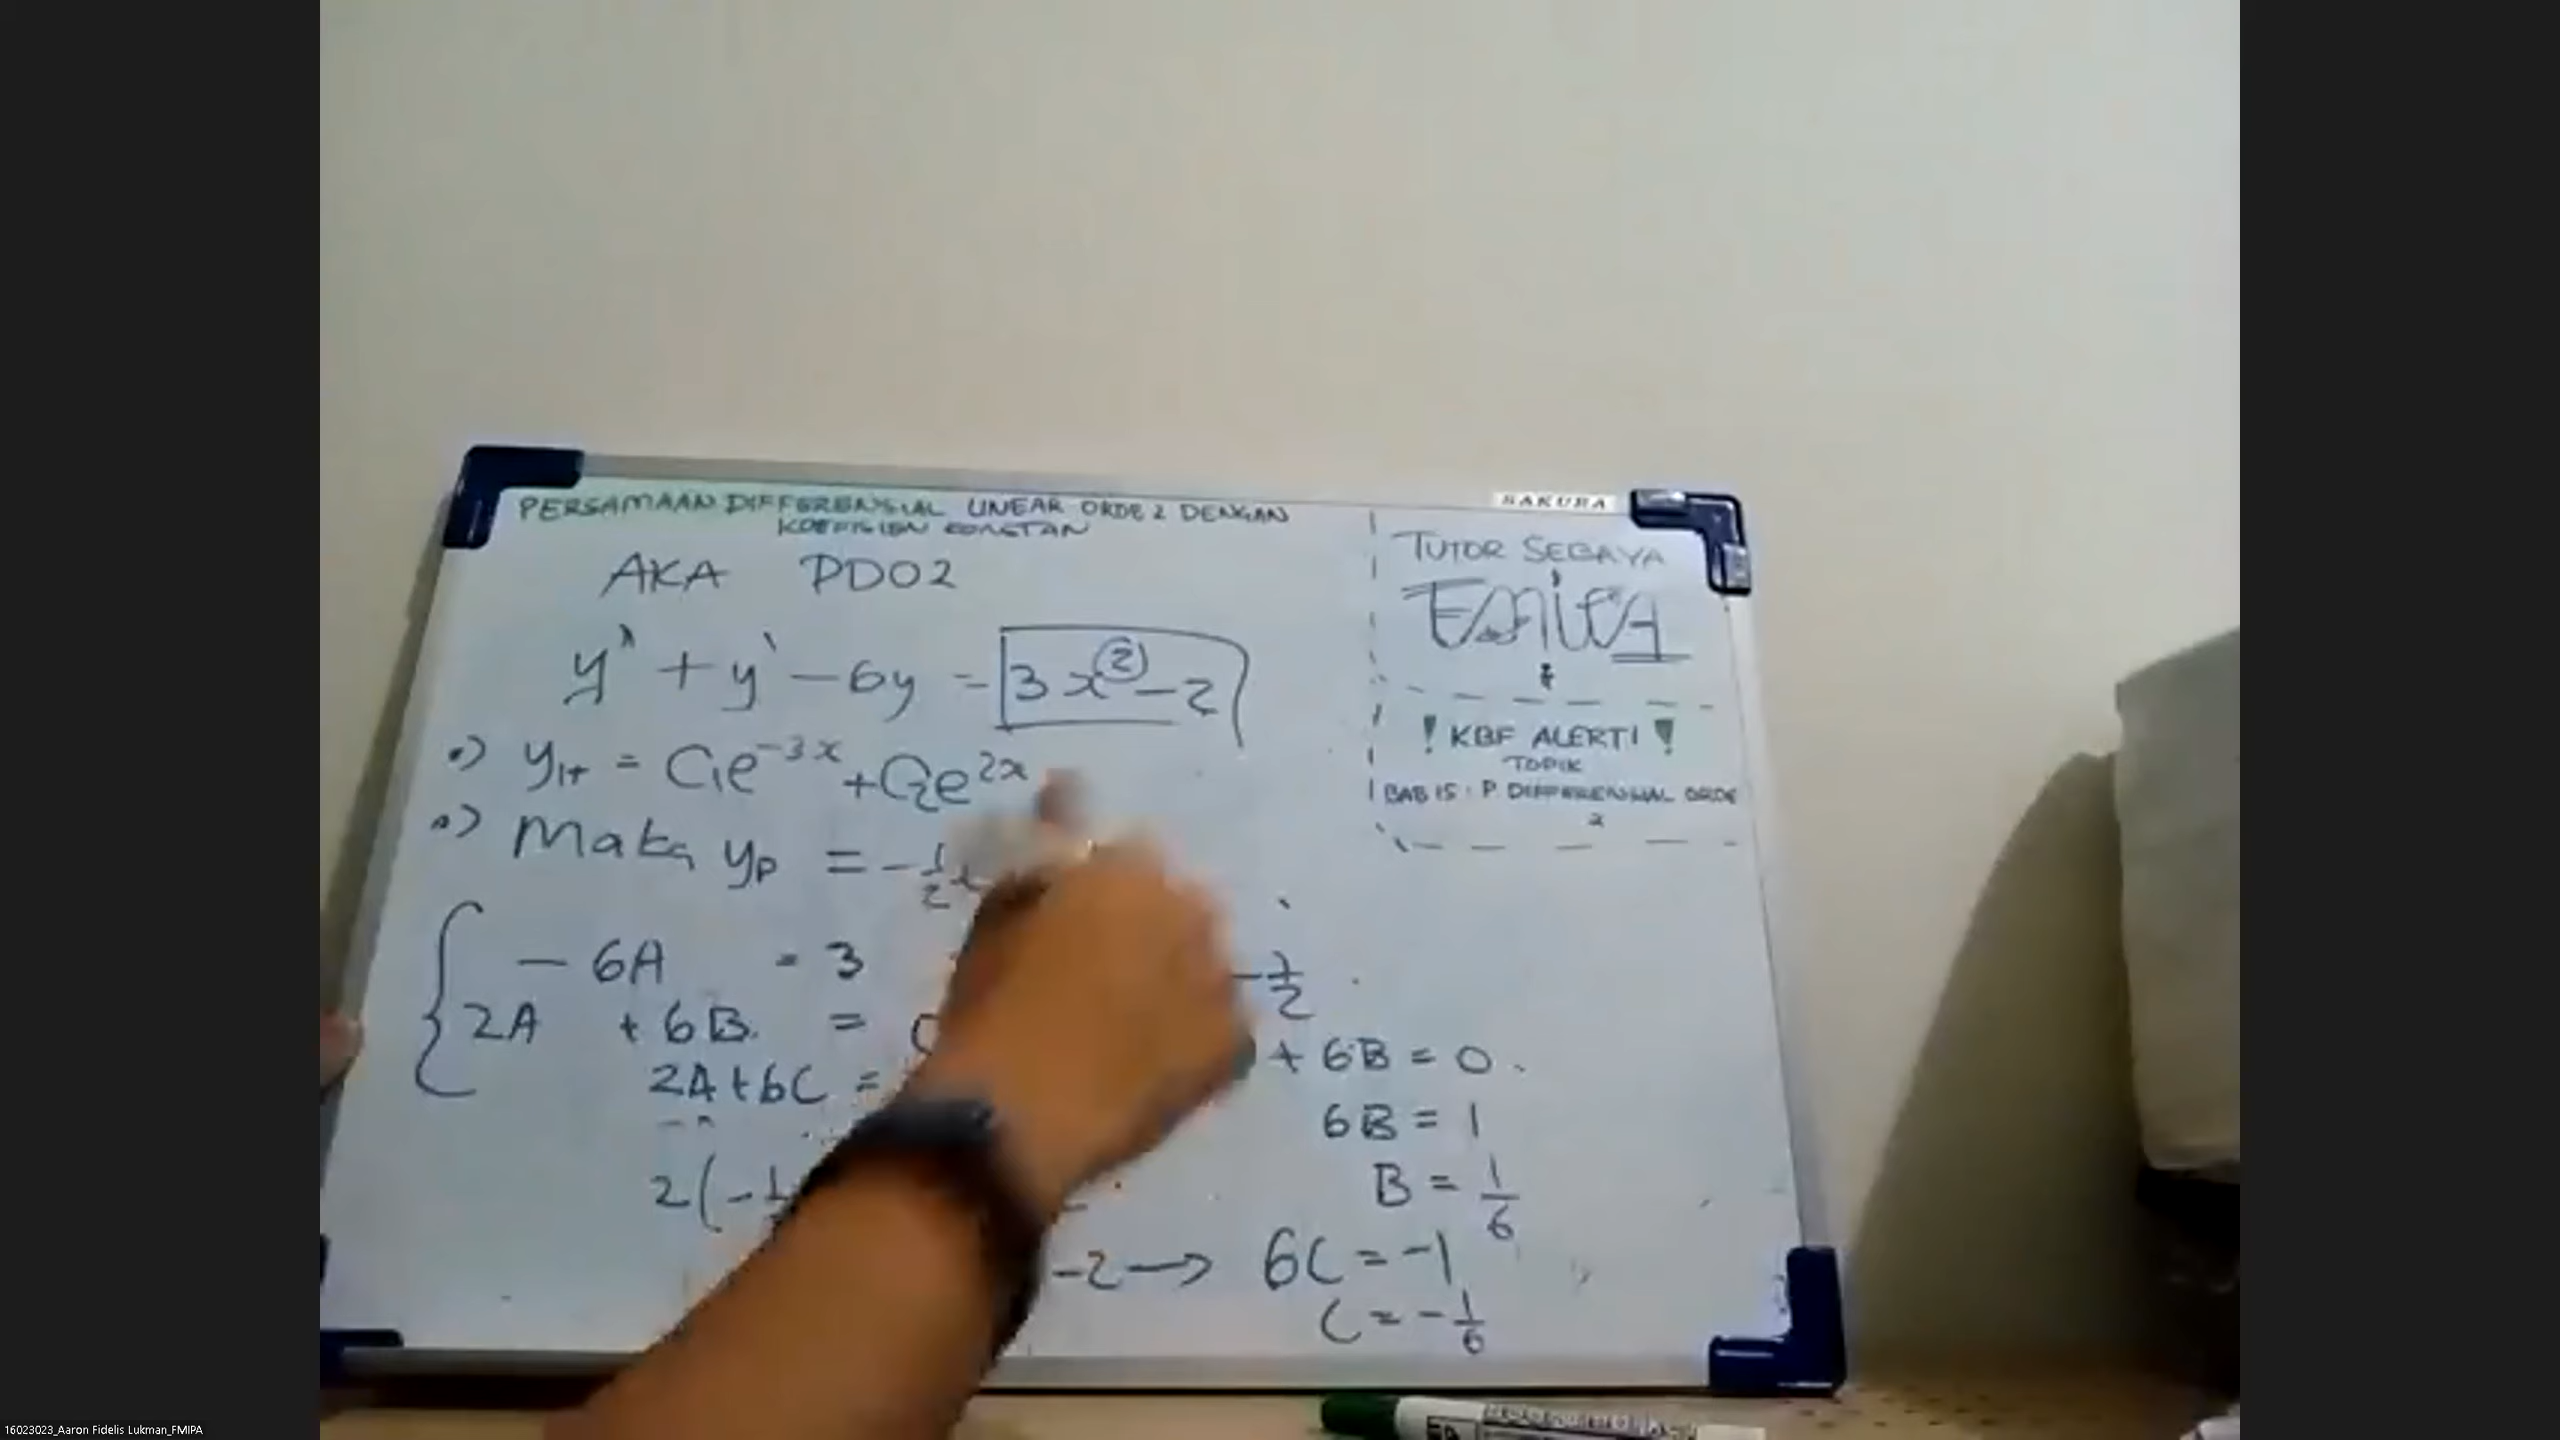 SAKURA
PERSAMAAN DIFFERENSIAL LINEAR ORDE 2 DENGAN
KOEFISIEN KONSTAN
AKA PDO2
y'' + y' - 6y = 3x² - 2
•) y_H = C₁e^{-3x} + C₂e^{2x}
•) Maka y_p = -1/2
-6A = 3
2A + 6B =
2A + 6C =
2(-1
-1/2
+ 6B = 0
6B = 1
B = 1/6
-2 → 6C = -1
C = -1/6
TUTOR SEBAYA
FMIPA
! KBF ALERT! !
TOPIK
BAB 15 : P. DIFFERENSIAL ORDE
2
16023023_Aaron Fidelis Lukman_FMIPA